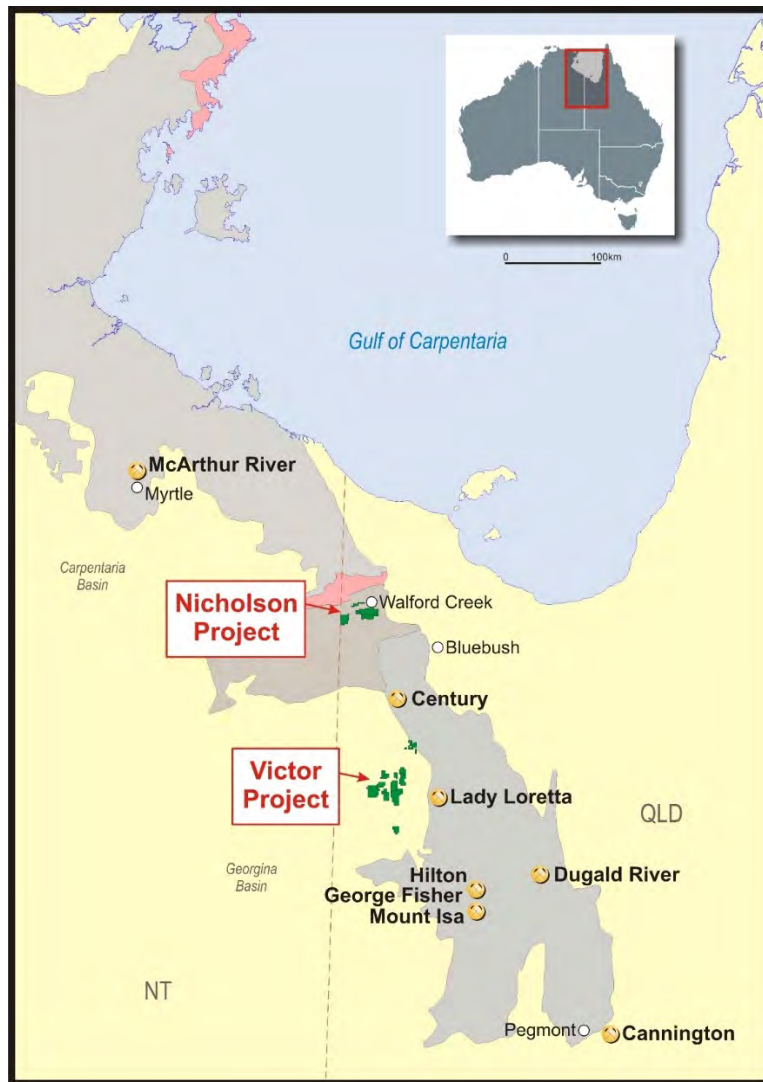 0 100km
Gulf of Carpentaria
McArthur River
Myrtle
Carpentaria
Basin
Nicholson
Project
Walford Creek
Bluebush
Century
Victor
Project
Lady Loretta
QLD
Georgina
Basin
Hilton
George Fisher
Mount Isa
Dugald River
NT
Pegmont
Cannington